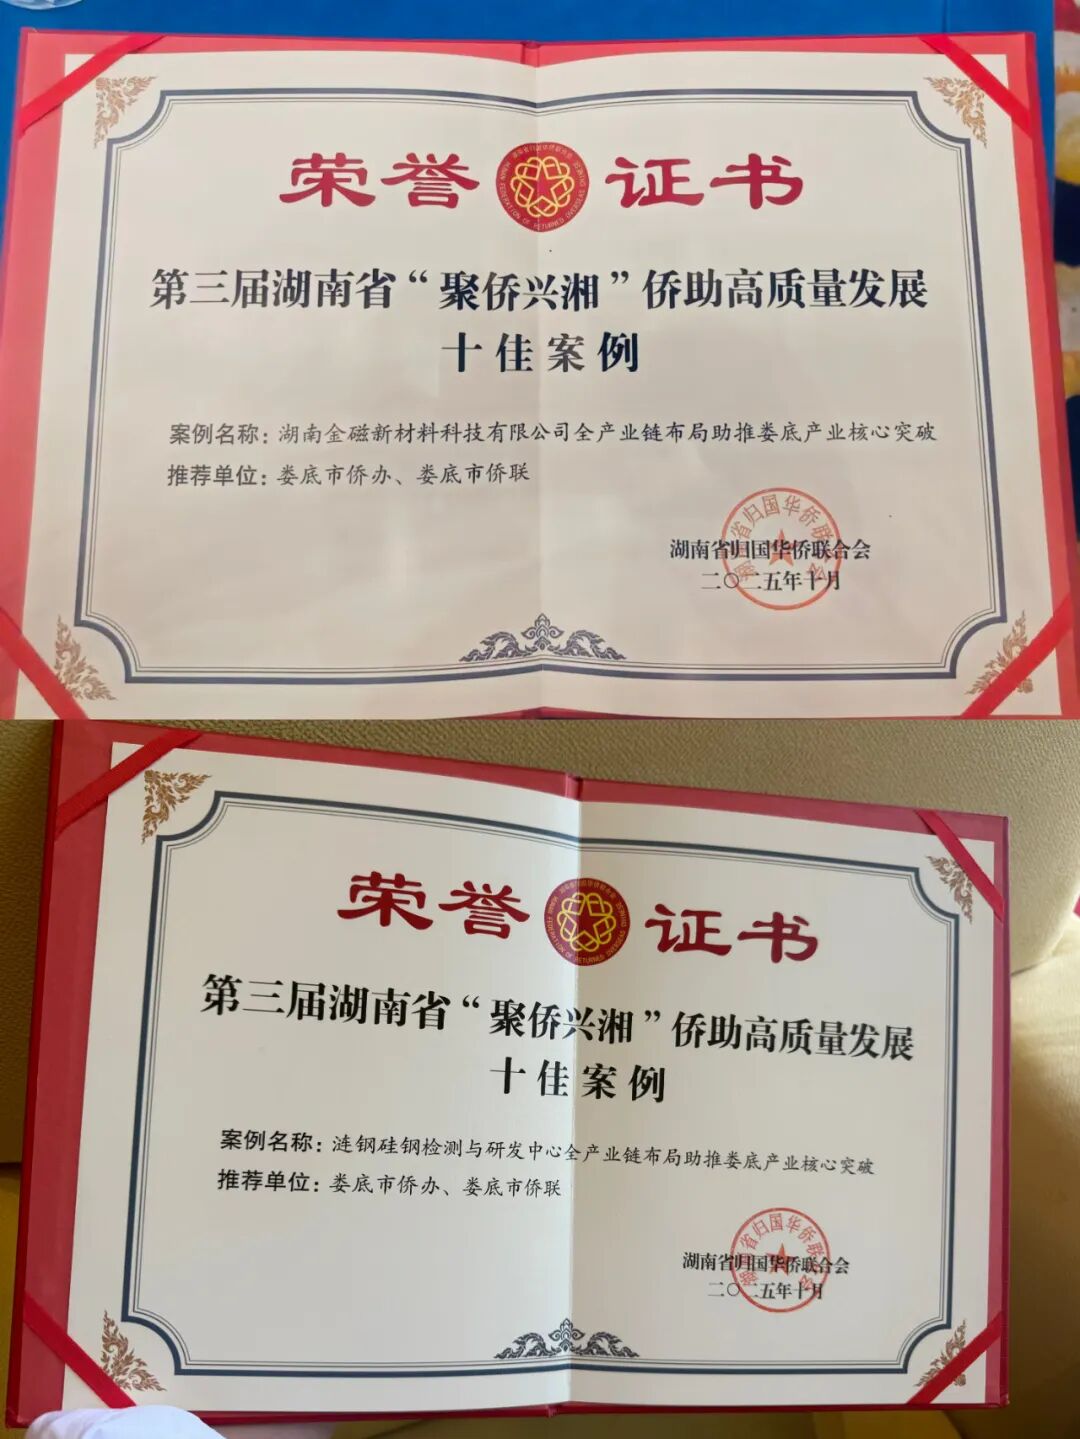 荣誉证书
第三届湖南省“聚侨兴湘”侨助高质量发展
十佳案例
案例名称：湖南金磁新材料科技有限公司全产业链布局助推娄底产业核心突破
推荐单位：娄底市侨办、娄底市侨联
湖南省归国华侨联合会
二〇二五年十月
荣誉证书
第三届湖南省“聚侨兴湘”侨助高质量发展
十佳案例
案例名称：涟钢硅钢检测与研发中心全产业链布局助推娄底产业核心突破
推荐单位：娄底市侨办、娄底市侨联
湖南省归国华侨联合会
二〇二五年十月